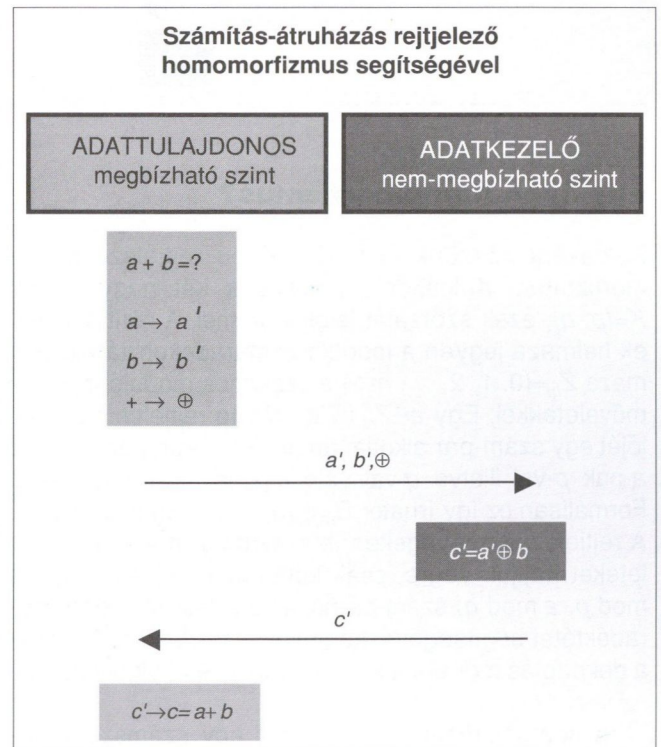 Számítás-átruházás rejtjelező
homomorfizmus segítségével
ADATTULAJDONOS
megbízható szint
ADATKEZELŐ
nem-megbízható szint
a + b =?
a → a'
b → b'
+ → ⊕
a', b',⊕
c'=a'⊕ b
c'
c'→c= a+ b